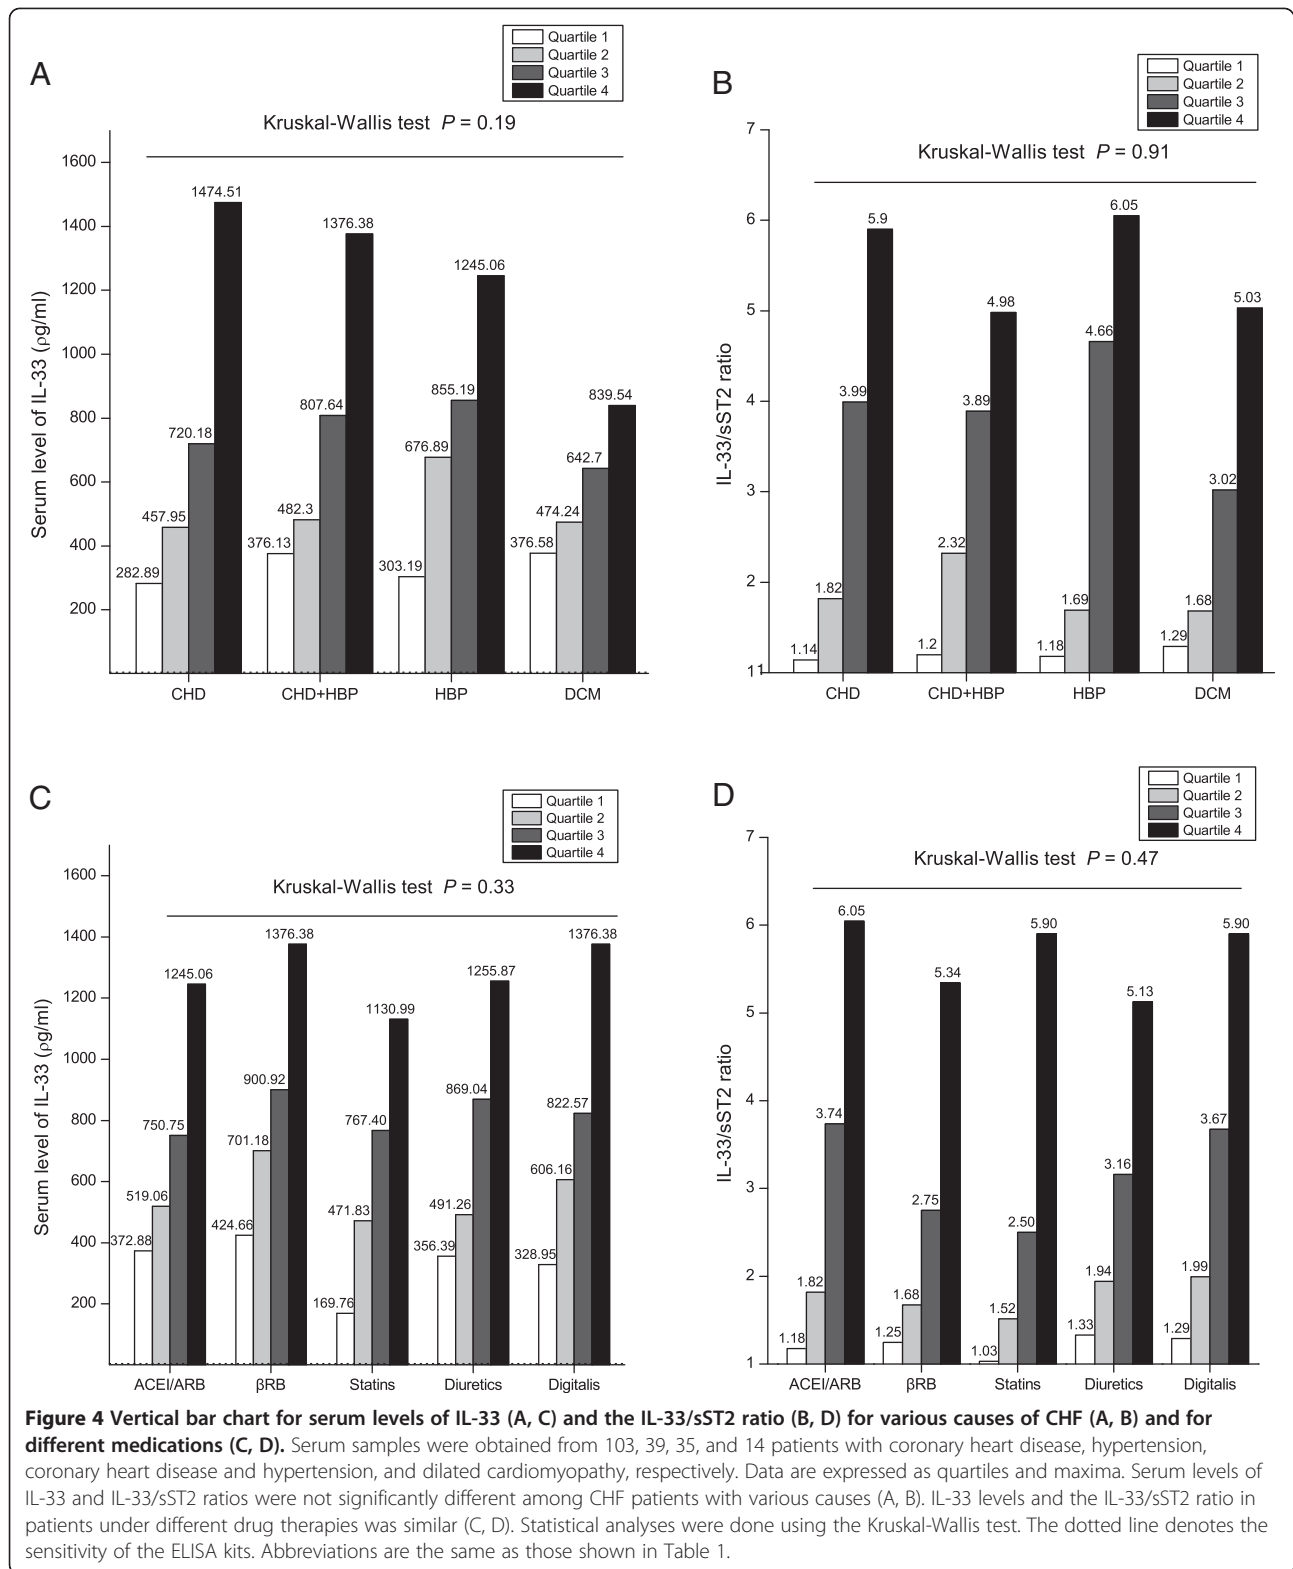 A
Quartile 1
Quartile 2
Quartile 3
Quartile 4
Kruskal-Wallis test P = 0.19
Serum level of IL-33 (ρg/ml)
1600
1400
1200
1000
800
600
400
200
282.89
457.95
720.18
1474.51
376.13
482.3
807.64
1376.38
303.19
676.89
855.19
1245.06
376.58
474.24
642.7
839.54
CHD
CHD+HBP
HBP
DCM
B
Quartile 1
Quartile 2
Quartile 3
Quartile 4
Kruskal-Wallis test P = 0.91
IL-33/sST2 ratio
7
6
5
4
3
2
11
1.14
1.82
3.99
5.9
1.2
2.32
3.89
4.98
1.18
1.69
4.66
6.05
1.29
1.68
3.02
5.03
CHD
CHD+HBP
HBP
DCM
C
Quartile 1
Quartile 2
Quartile 3
Quartile 4
Kruskal-Wallis test P = 0.33
Serum level of IL-33 (ρg/ml)
1600
1400
1200
1000
800
600
400
200
372.88
519.06
750.75
1245.06
424.66
701.18
900.92
1376.38
169.76
471.83
767.40
1130.99
356.39
491.26
869.04
1255.87
328.95
606.16
822.57
1376.38
ACEI/ARB
βRB
Statins
Diuretics
Digitalis
D
Quartile 1
Quartile 2
Quartile 3
Quartile 4
Kruskal-Wallis test P = 0.47
IL-33/sST2 ratio
7
6
5
4
3
2
1
1.18
1.82
3.74
6.05
1.25
1.68
2.75
5.34
1.03
1.52
2.50
5.90
1.33
1.94
3.16
5.13
1.29
1.99
3.67
5.90
ACEI/ARB
βRB
Statins
Diuretics
Digitalis
Figure 4 Vertical bar chart for serum levels of IL-33 (A, C) and the IL-33/sST2 ratio (B, D) for various causes of CHF (A, B) and for
different medications (C, D). Serum samples were obtained from 103, 39, 35, and 14 patients with coronary heart disease, hypertension,
coronary heart disease and hypertension, and dilated cardiomyopathy, respectively. Data are expressed as quartiles and maxima. Serum levels of
IL-33 and IL-33/sST2 ratios were not significantly different among CHF patients with various causes (A, B). IL-33 levels and the IL-33/sST2 ratio in
patients under different drug therapies was similar (C, D). Statistical analyses were done using the Kruskal-Wallis test. The dotted line denotes the
sensitivity of the ELISA kits. Abbreviations are the same as those shown in Table 1.